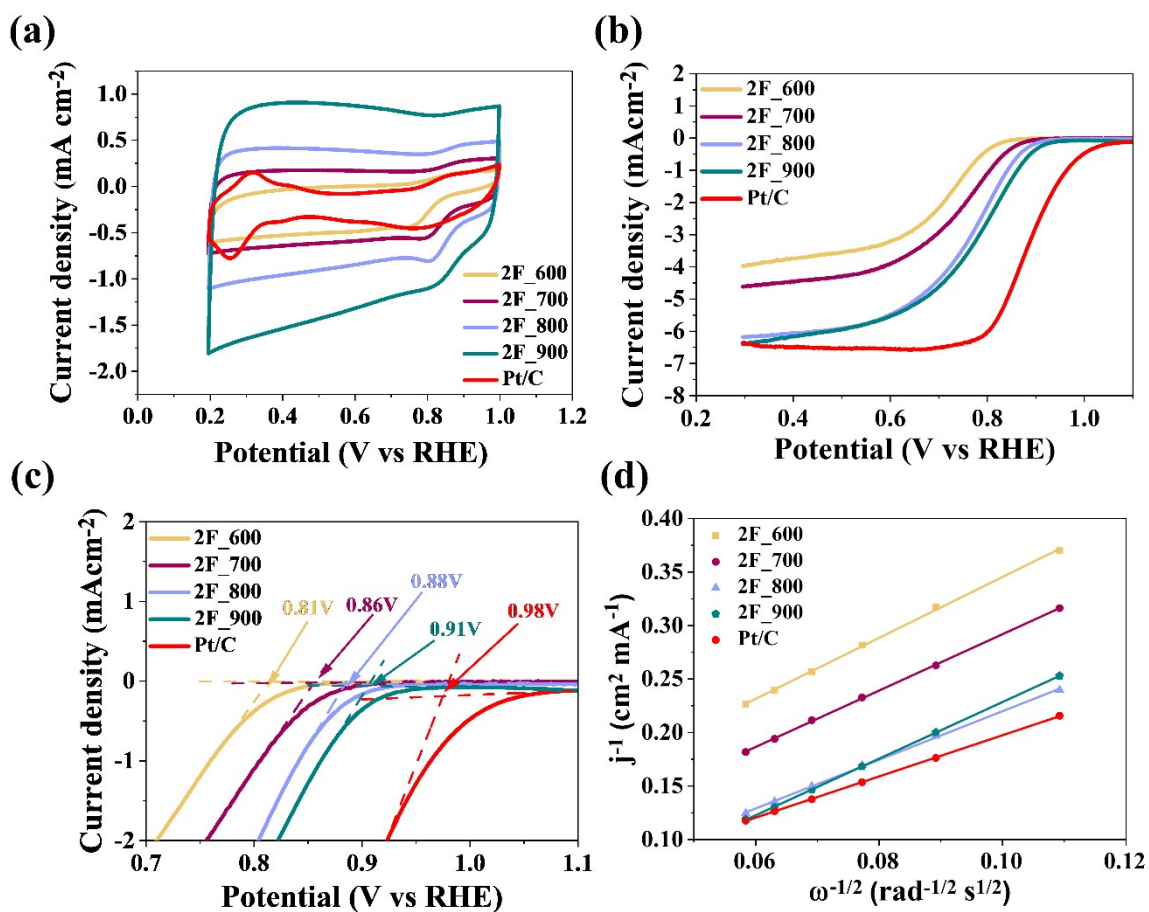 (a)
Current density (mA cm-2)
1.0
0.5
0.0
-0.5
-1.0
-1.5
-2.0
2F_600
2F_700
2F_800
2F_900
Pt/C
0.0 0.2 0.4 0.6 0.8 1.0 1.2
Potential (V vs RHE)
(b)
Current density (mAcm-2)
2
1
0
-1
-2
-3
-4
-5
-6
-7
-8
2F_600
2F_700
2F_800
2F_900
Pt/C
0.2 0.4 0.6 0.8 1.0
Potential (V vs RHE)
(c)
Current density (mAcm-2)
2
1
0
-1
-2
2F_600
2F_700
2F_800
2F_900
Pt/C
0.81V
0.86V
0.88V
0.91V
0.98V
0.7 0.8 0.9 1.0 1.1
Potential (V vs RHE)
(d)
j-1 (cm2 mA-1)
0.40
0.35
0.30
0.25
0.20
0.15
0.10
2F_600
2F_700
2F_800
2F_900
Pt/C
0.06 0.08 0.10 0.12
ω-1/2 (rad-1/2 s1/2)